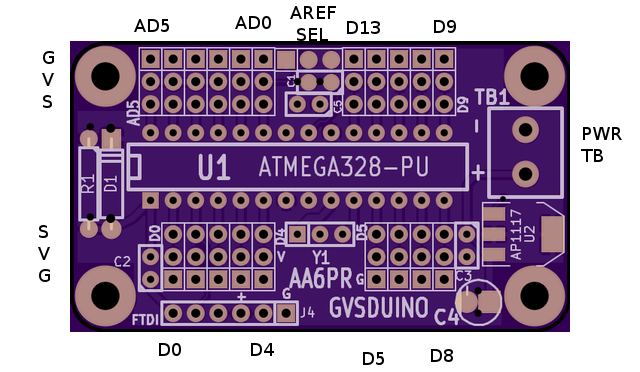 AD5 AD0 AREF SEL D13 D9
G
V
S
C1
C5
AD5
D9
TB1
-
+
PWR
TB
U1 ATMEGA328-PU
R1
D1
S
V
G
D0
D4
D5
V
Y1
AP1117
U2
C2
AA6PR
G
C3
+
G
FTDI
J4
GVSDUINO
C4
D0 D4 D5 D8